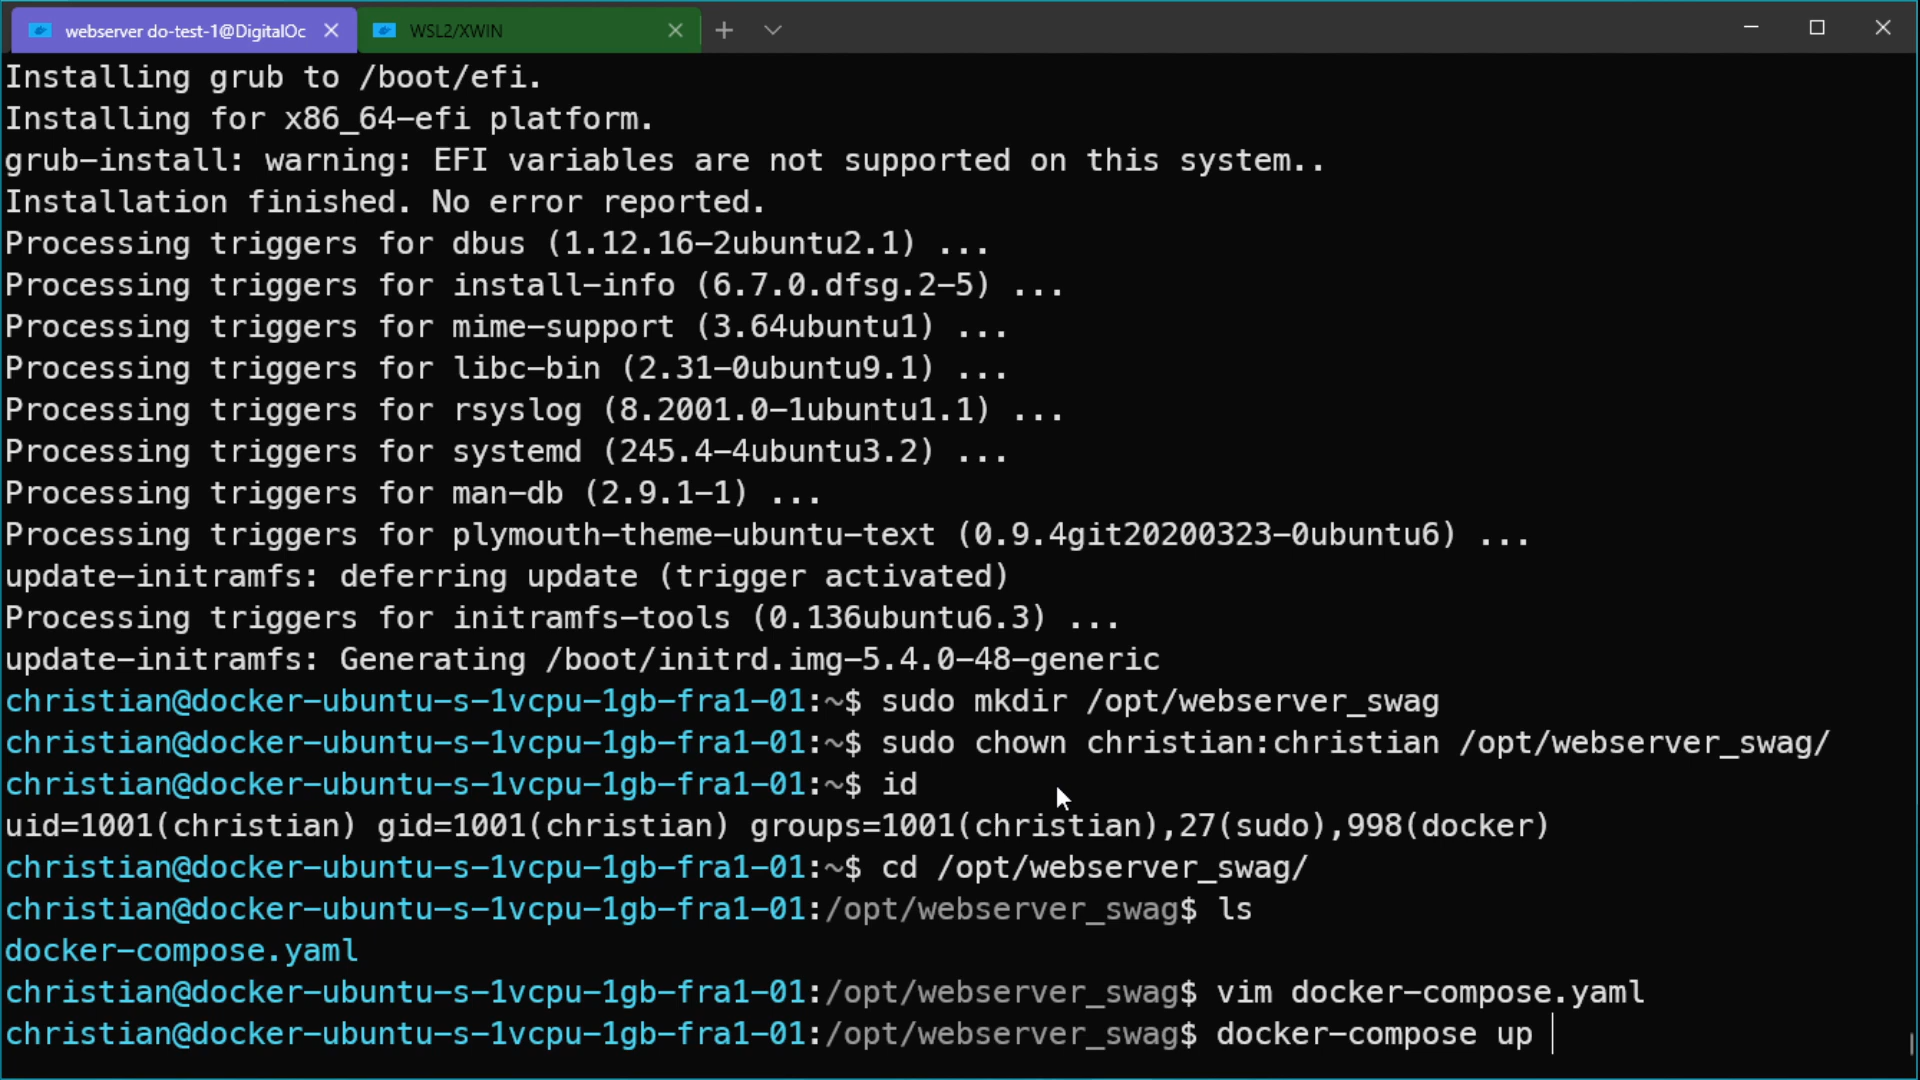 webserver do-test-1@DigitalOc
WSL2/XWIN
Installing grub to /boot/efi.
Installing for x86_64-efi platform.
grub-install: warning: EFI variables are not supported on this system..
Installation finished. No error reported.
Processing triggers for dbus (1.12.16-2ubuntu2.1) ...
Processing triggers for install-info (6.7.0.dfsg.2-5) ...
Processing triggers for mime-support (3.64ubuntu1) ...
Processing triggers for libc-bin (2.31-0ubuntu9.1) ...
Processing triggers for rsyslog (8.2001.0-1ubuntu1.1) ...
Processing triggers for systemd (245.4-4ubuntu3.2) ...
Processing triggers for man-db (2.9.1-1) ...
Processing triggers for plymouth-theme-ubuntu-text (0.9.4git20200323-0ubuntu6) ...
update-initramfs: deferring update (trigger activated)
Processing triggers for initramfs-tools (0.136ubuntu6.3) ...
update-initramfs: Generating /boot/initrd.img-5.4.0-48-generic
christian@docker-ubuntu-s-1vcpu-1gb-fra1-01:~$ sudo mkdir /opt/webserver_swag
christian@docker-ubuntu-s-1vcpu-1gb-fra1-01:~$ sudo chown christian:christian /opt/webserver_swag/
christian@docker-ubuntu-s-1vcpu-1gb-fra1-01:~$ id
uid=1001(christian) gid=1001(christian) groups=1001(christian),27(sudo),998(docker)
christian@docker-ubuntu-s-1vcpu-1gb-fra1-01:~$ cd /opt/webserver_swag/
christian@docker-ubuntu-s-1vcpu-1gb-fra1-01:/opt/webserver_swag$ ls
docker-compose.yaml
christian@docker-ubuntu-s-1vcpu-1gb-fra1-01:/opt/webserver_swag$ vim docker-compose.yaml
christian@docker-ubuntu-s-1vcpu-1gb-fra1-01:/opt/webserver_swag$ docker-compose up